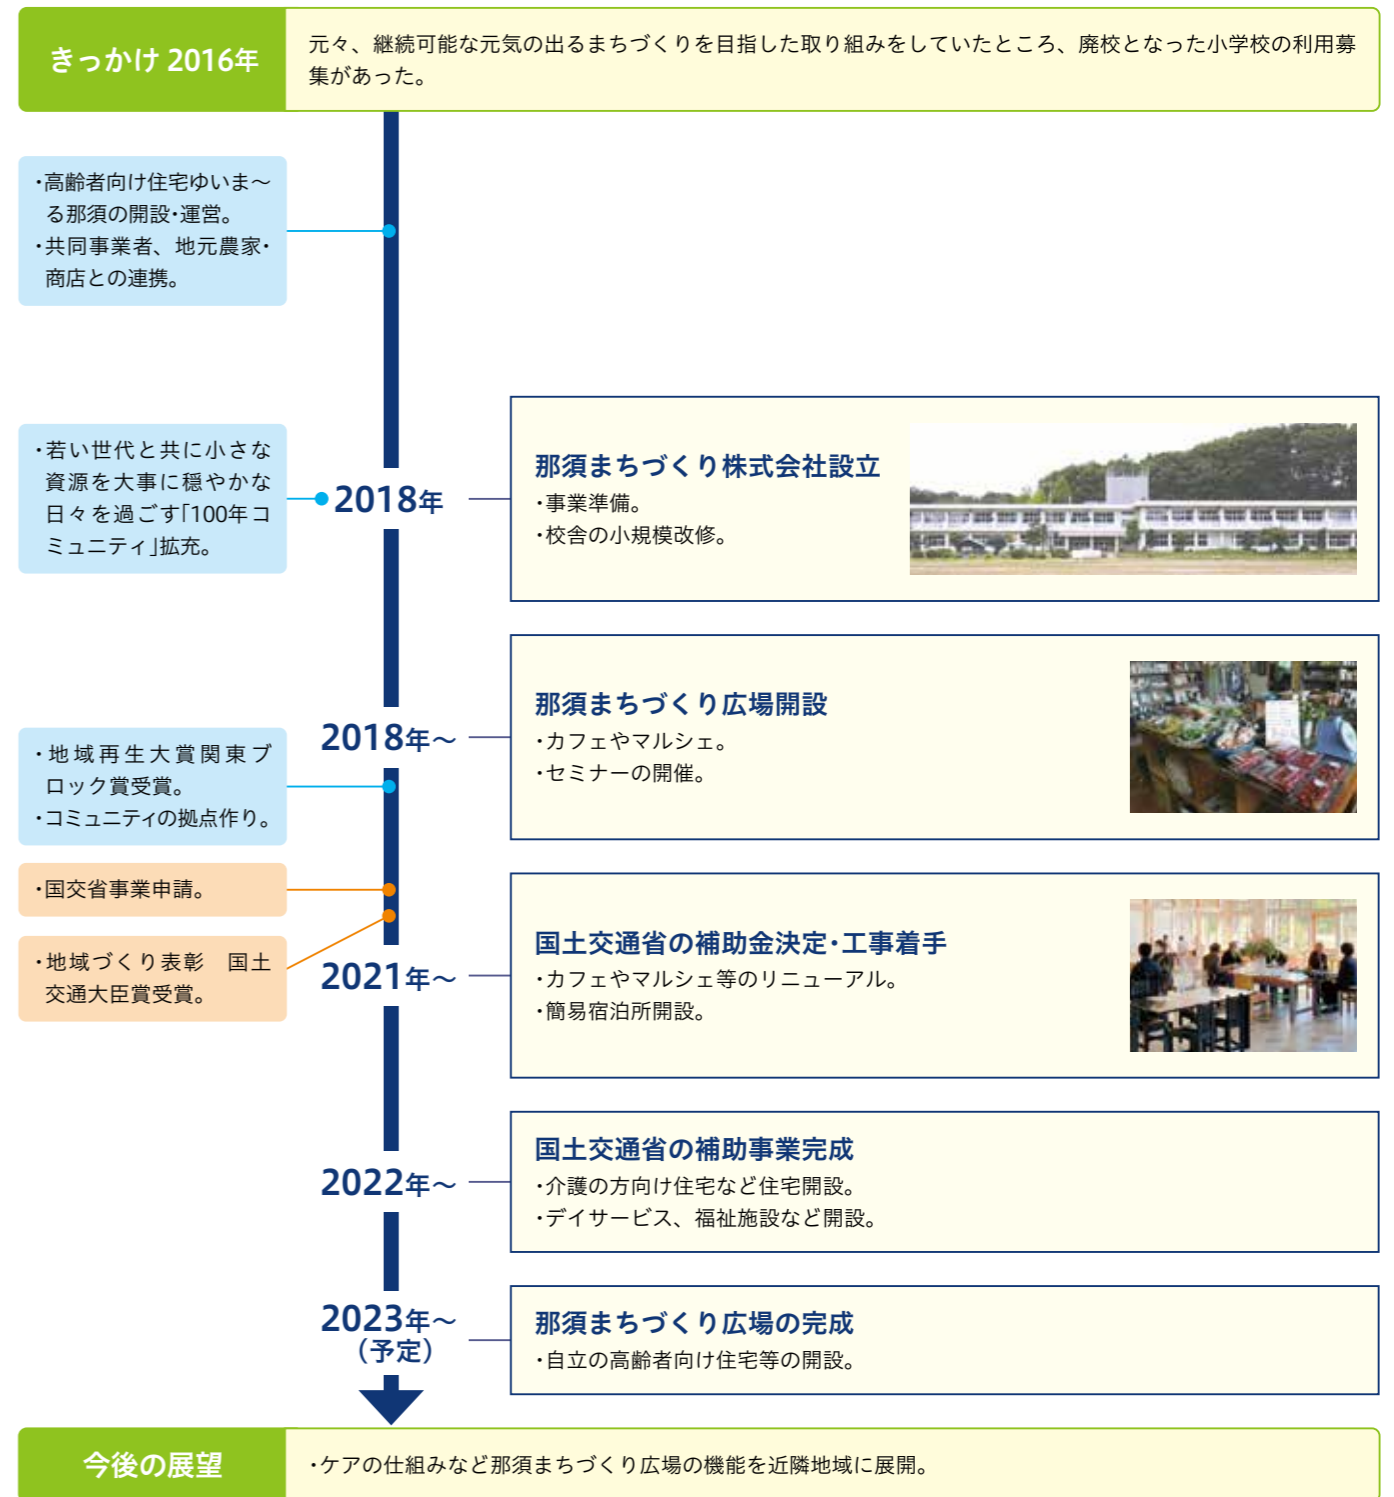 きっかけ 2016年
元々、継続可能な元気の出るまちづくりを目指した取り組みをしていたところ、廃校となった小学校の利用募
集があった。
・高齢者向け住宅ゆいま〜
る那須の開設・運営。
・共同事業者、地元農家・
商店との連携。
・若い世代と共に小さな
資源を大事に穏やかな
日々を過ごす「100年コ
ミュニティ」拡充。
2018年
那須まちづくり株式会社設立
・事業準備。
・校舎の小規模改修。
2018年〜
那須まちづくり広場開設
・カフェやマルシェ。
・セミナーの開催。
・地域再生大賞関東ブ
ロック賞受賞。
・コミュニティの拠点作り。
・国交省事業申請。
・地域づくり表彰　国土
交通大臣賞受賞。
2021年〜
国土交通省の補助金決定・工事着手
・カフェやマルシェ等のリニューアル。
・簡易宿泊所開設。
2022年〜
国土交通省の補助事業完成
・介護の方向け住宅など住宅開設。
・デイサービス、福祉施設など開設。
2023年〜
（予定）
那須まちづくり広場の完成
・自立の高齢者向け住宅等の開設。
今後の展望
・ケアの仕組みなど那須まちづくり広場の機能を近隣地域に展開。